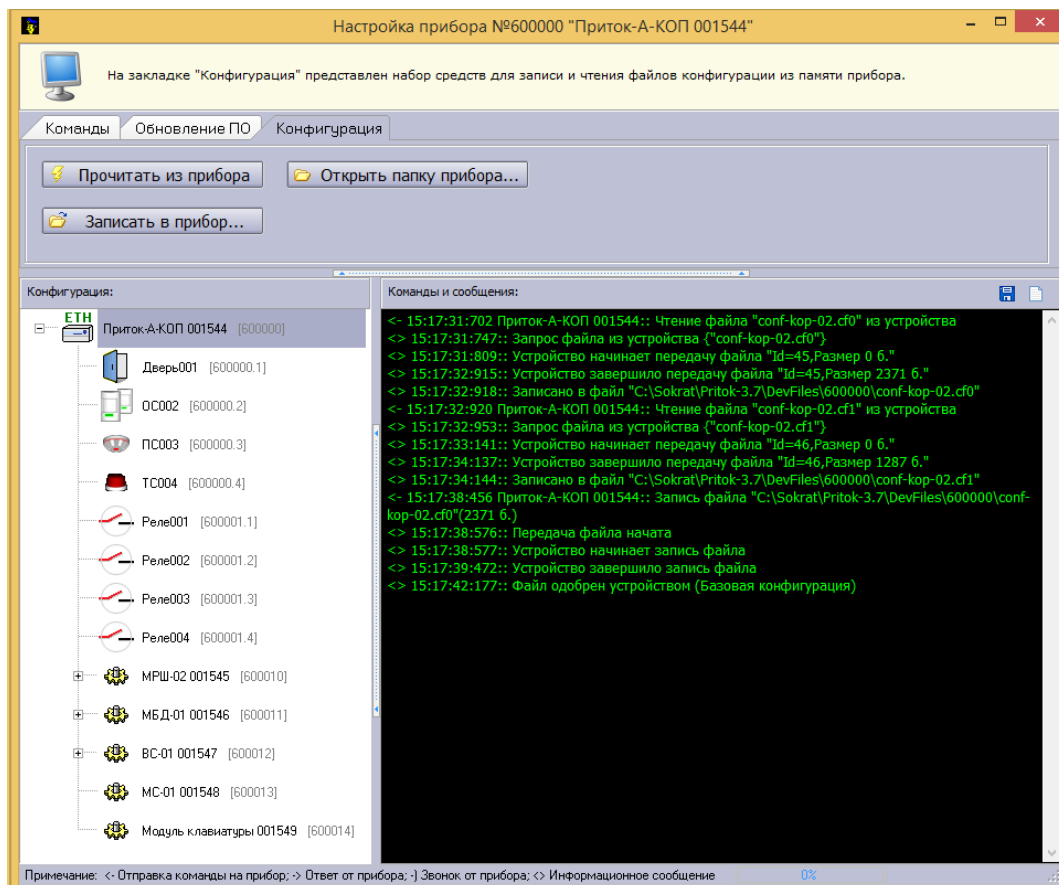 Настройка прибора №600000 "Приток-А-КОП 001544"
На закладке "Конфигурация" представлен набор средств для записи и чтения файлов конфигурации из памяти прибора.
Команды Обновление ПО Конфигурация
Прочитать из прибора Открыть папку прибора...
Записать в прибор...
Конфигурация:
ETH
Приток-А-КОП 001544 [600000]
Дверь001 [600000.1]
ОС002 [600000.2]
ПС003 [600000.3]
ТС004 [600000.4]
Реле001 [600001.1]
Реле002 [600001.2]
Реле003 [600001.3]
Реле004 [600001.4]
МРШ-02 001545 [600010]
МБД-01 001546 [600011]
ВС-01 001547 [600012]
МС-01 001548 [600013]
Модуль клавиатуры 001549 [600014]
Команды и сообщения:
<- 15:17:31:702 Приток-А-КОП 001544:: Чтение файла "conf-kop-02.cf0" из устройства
<> 15:17:31:747:: Запрос файла из устройства {"conf-kop-02.cf0"}
<> 15:17:31:809:: Устройство начинает передачу файла "Id=45,Размер 0 б."
<> 15:17:32:915:: Устройство завершило передачу файла "Id=45,Размер 2371 б."
<> 15:17:32:918:: Записано в файл "C:\Sokrat\Pritok-3.7\DevFiles\600000\conf-kop-02.cf0"
<- 15:17:32:920 Приток-А-КОП 001544:: Чтение файла "conf-kop-02.cf1" из устройства
<> 15:17:32:953:: Запрос файла из устройства {"conf-kop-02.cf1"}
<> 15:17:33:141:: Устройство начинает передачу файла "Id=46,Размер 0 б."
<> 15:17:34:137:: Устройство завершило передачу файла "Id=46,Размер 1287 б."
<> 15:17:34:144:: Записано в файл "C:\Sokrat\Pritok-3.7\DevFiles\600000\conf-kop-02.cf1"
<- 15:17:38:456 Приток-А-КОП 001544:: Запись файла "C:\Sokrat\Pritok-3.7\DevFiles\600000\conf-
kop-02.cf0"(2371 б.)
<> 15:17:38:576:: Передача файла начата
<> 15:17:38:577:: Устройство начинает запись файла
<> 15:17:39:472:: Устройство завершило запись файла
<> 15:17:42:177:: Файл одобрен устройством (Базовая конфигурация)
Примечание: <- Отправка команды на прибор; -> Ответ от прибора; -) Звонок от прибора; <> Информационное сообщение 0%